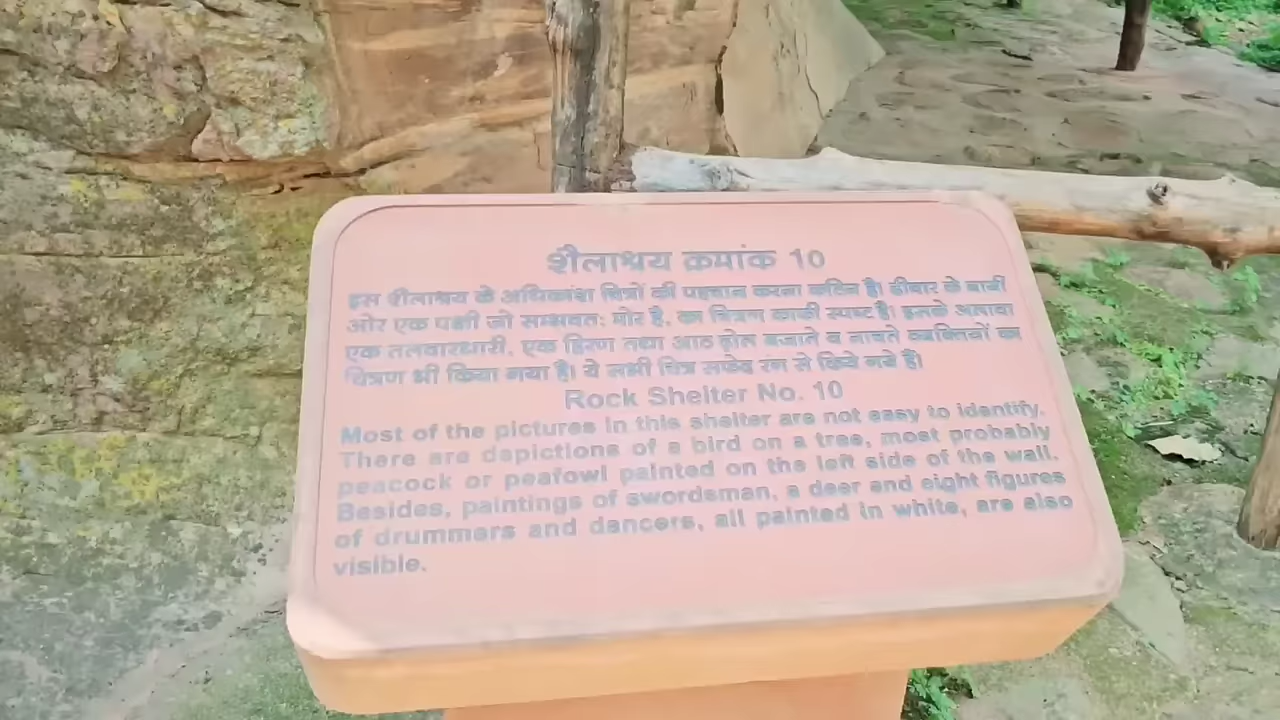 शैलाश्रय क्रमांक 10
इस शैलाश्रय के अधिकांश चित्रों की पहचान करना कठिन है। दीवार के बायीं
ओर एक पक्षी जो सम्भवतः मोर है, का चित्रण काफी स्पष्ट है। इसके अलावा
एक तलवारधारी, एक हिरण तथा आठ ढ़ोल बजाते व नाचते व्यक्तियों का
चित्रण भी किया गया है। ये सभी चित्र सफेद रंग से किये गये हैं।
Rock Shelter No. 10
Most of the pictures in this shelter are not easy to identify.
There are depictions of a bird on a tree, most probably
peacock or peafowl painted on the left side of the wall.
Besides, paintings of swordsman, a deer and eight figures
of drummers and dancers, all painted in white, are also
visible.